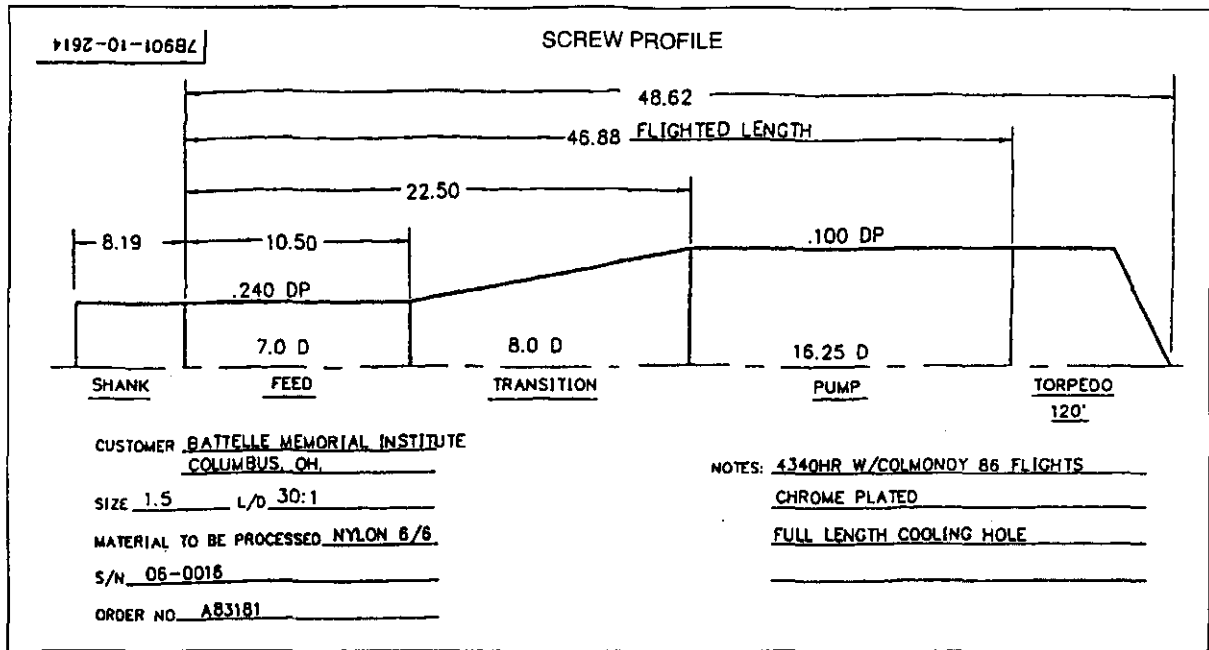 78901-10-2614
SCREW PROFILE
48.62
46.88 FLIGHTED LENGTH
22.50
8.19
10.50
.240 DP
.100 DP
7.0 D
8.0 D
16.25 D
SHANK
FEED
TRANSITION
PUMP
TORPEDO
120'
CUSTOMER BATTELLE MEMORIAL INSTITUTE
COLUMBUS, OH,
SIZE 1.5 L/D 30:1
MATERIAL TO BE PROCESSED NYLON 6/6
S/N 06-0016
ORDER NO A83181
NOTES: 4340HR W/COLMONOY 86 FLIGHTS
CHROME PLATED
FULL LENGTH COOLING HOLE